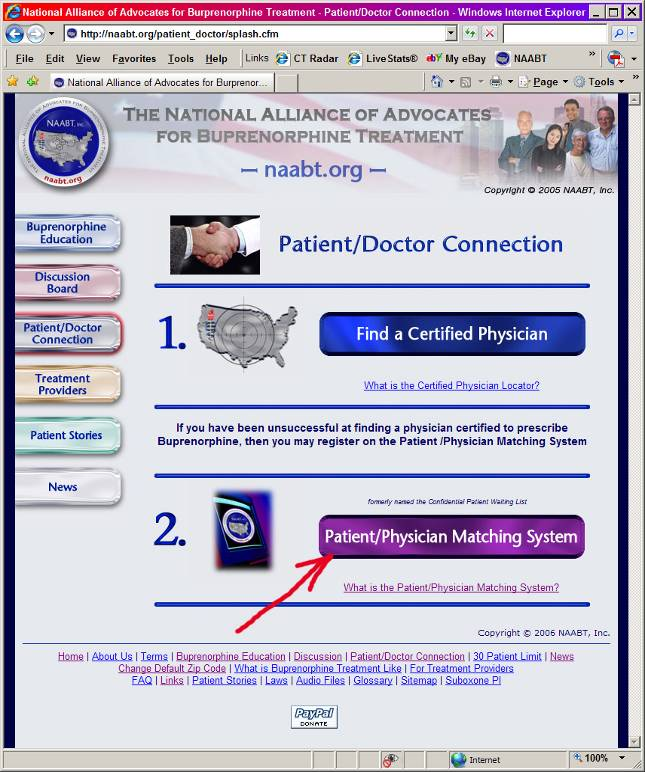 National Alliance of Advocates for Burprenorphine Treatment - Patient/Doctor Connection - Windows Internet Explorer
http://naabt.org/patient_doctor/splash.cfm
File Edit View Favorites Tools Help Links CT Radar LiveStats® My eBay NAABT
National Alliance of Advocates for Burprenor...
Page Tools
NAABT, INC.
naabt.org
THE NATIONAL ALLIANCE OF ADVOCATES
FOR BUPRENORPHINE TREATMENT
— naabt.org —
Copyright © 2005 NAABT, Inc.
Buprenorphine
Education
Discussion
Board
Patient/Doctor
Connection
Treatment
Providers
Patient Stories
News
Patient/Doctor Connection
1.
Find a Certified Physician
What is the Certified Physician Locator?
If you have been unsuccessful at finding a physician certified to prescribe
Buprenorphine, then you may register on the Patient /Physician Matching System
formerly named the Confidential Patient Waiting List
2.
Patient/Physician Matching System
What is the Patient/Physician Matching System?
Copyright © 2006 NAABT, Inc.
Home | About Us | Terms | Buprenorphine Education | Discussion | Patient/Doctor Connection | 30 Patient Limit | News
Change Default Zip Code | What is Buprenorphine Treatment Like | For Treatment Providers
FAQ | Links | Patient Stories | Laws | Audio Files | Glossary | Sitemap | Suboxone PI
PayPal
DONATE
Internet
100%